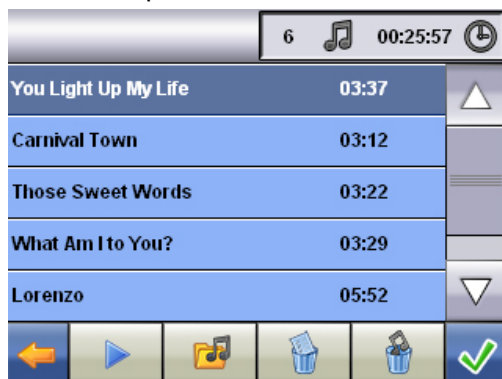 6 00:25:57
You Light Up My Life 03:37
Carnival Town 03:12
Those Sweet Words 03:22
What Am I to You? 03:29
Lorenzo 05:52